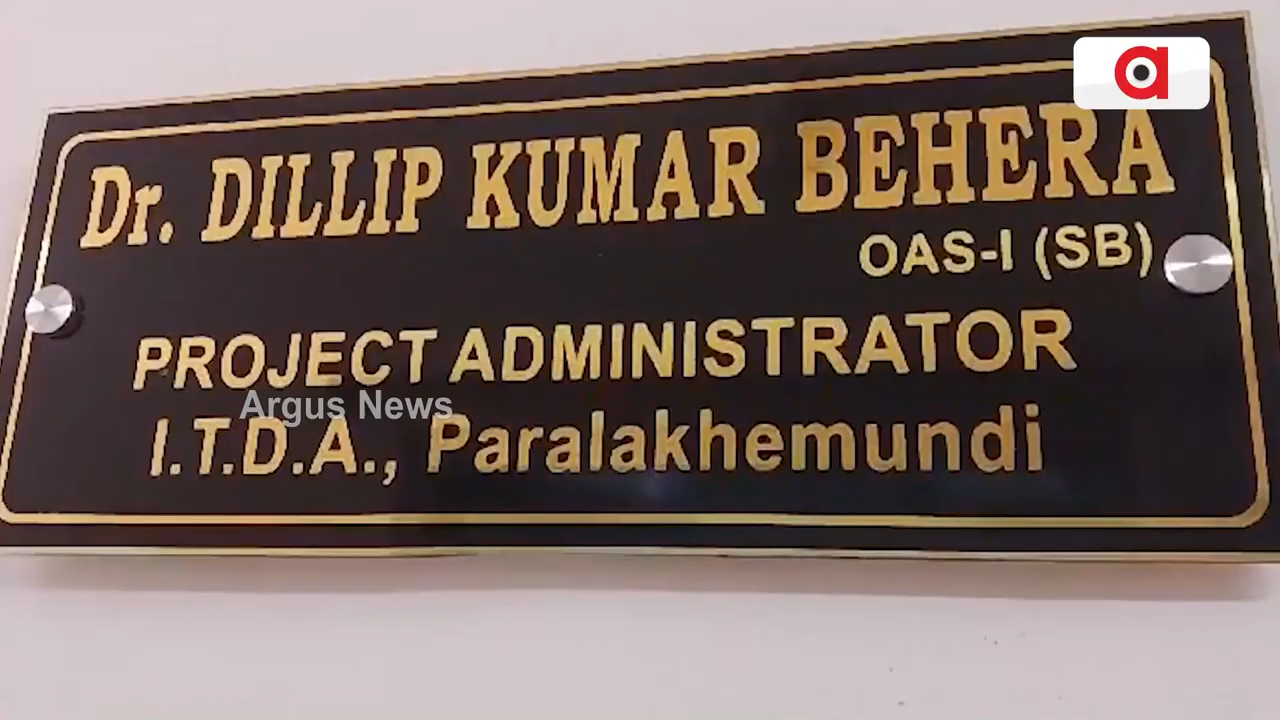 Dr. DILLIP KUMAR BEHERA
OAS-I (SB)
PROJECT ADMINISTRATOR
Argus News
I.T.D.A., Paralakhemundi